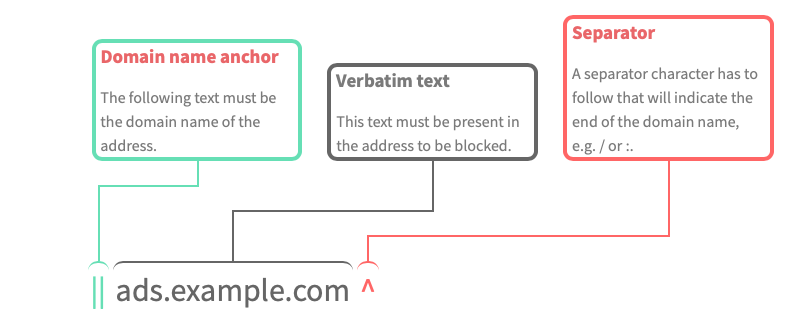 Domain name anchor
The following text must be
the domain name of the
address.
Verbatim text
This text must be present in
the address to be blocked.
Separator
A separator character has to
follow that will indicate the
end of the domain name,
e.g. / or :.
|| ads.example.com ^